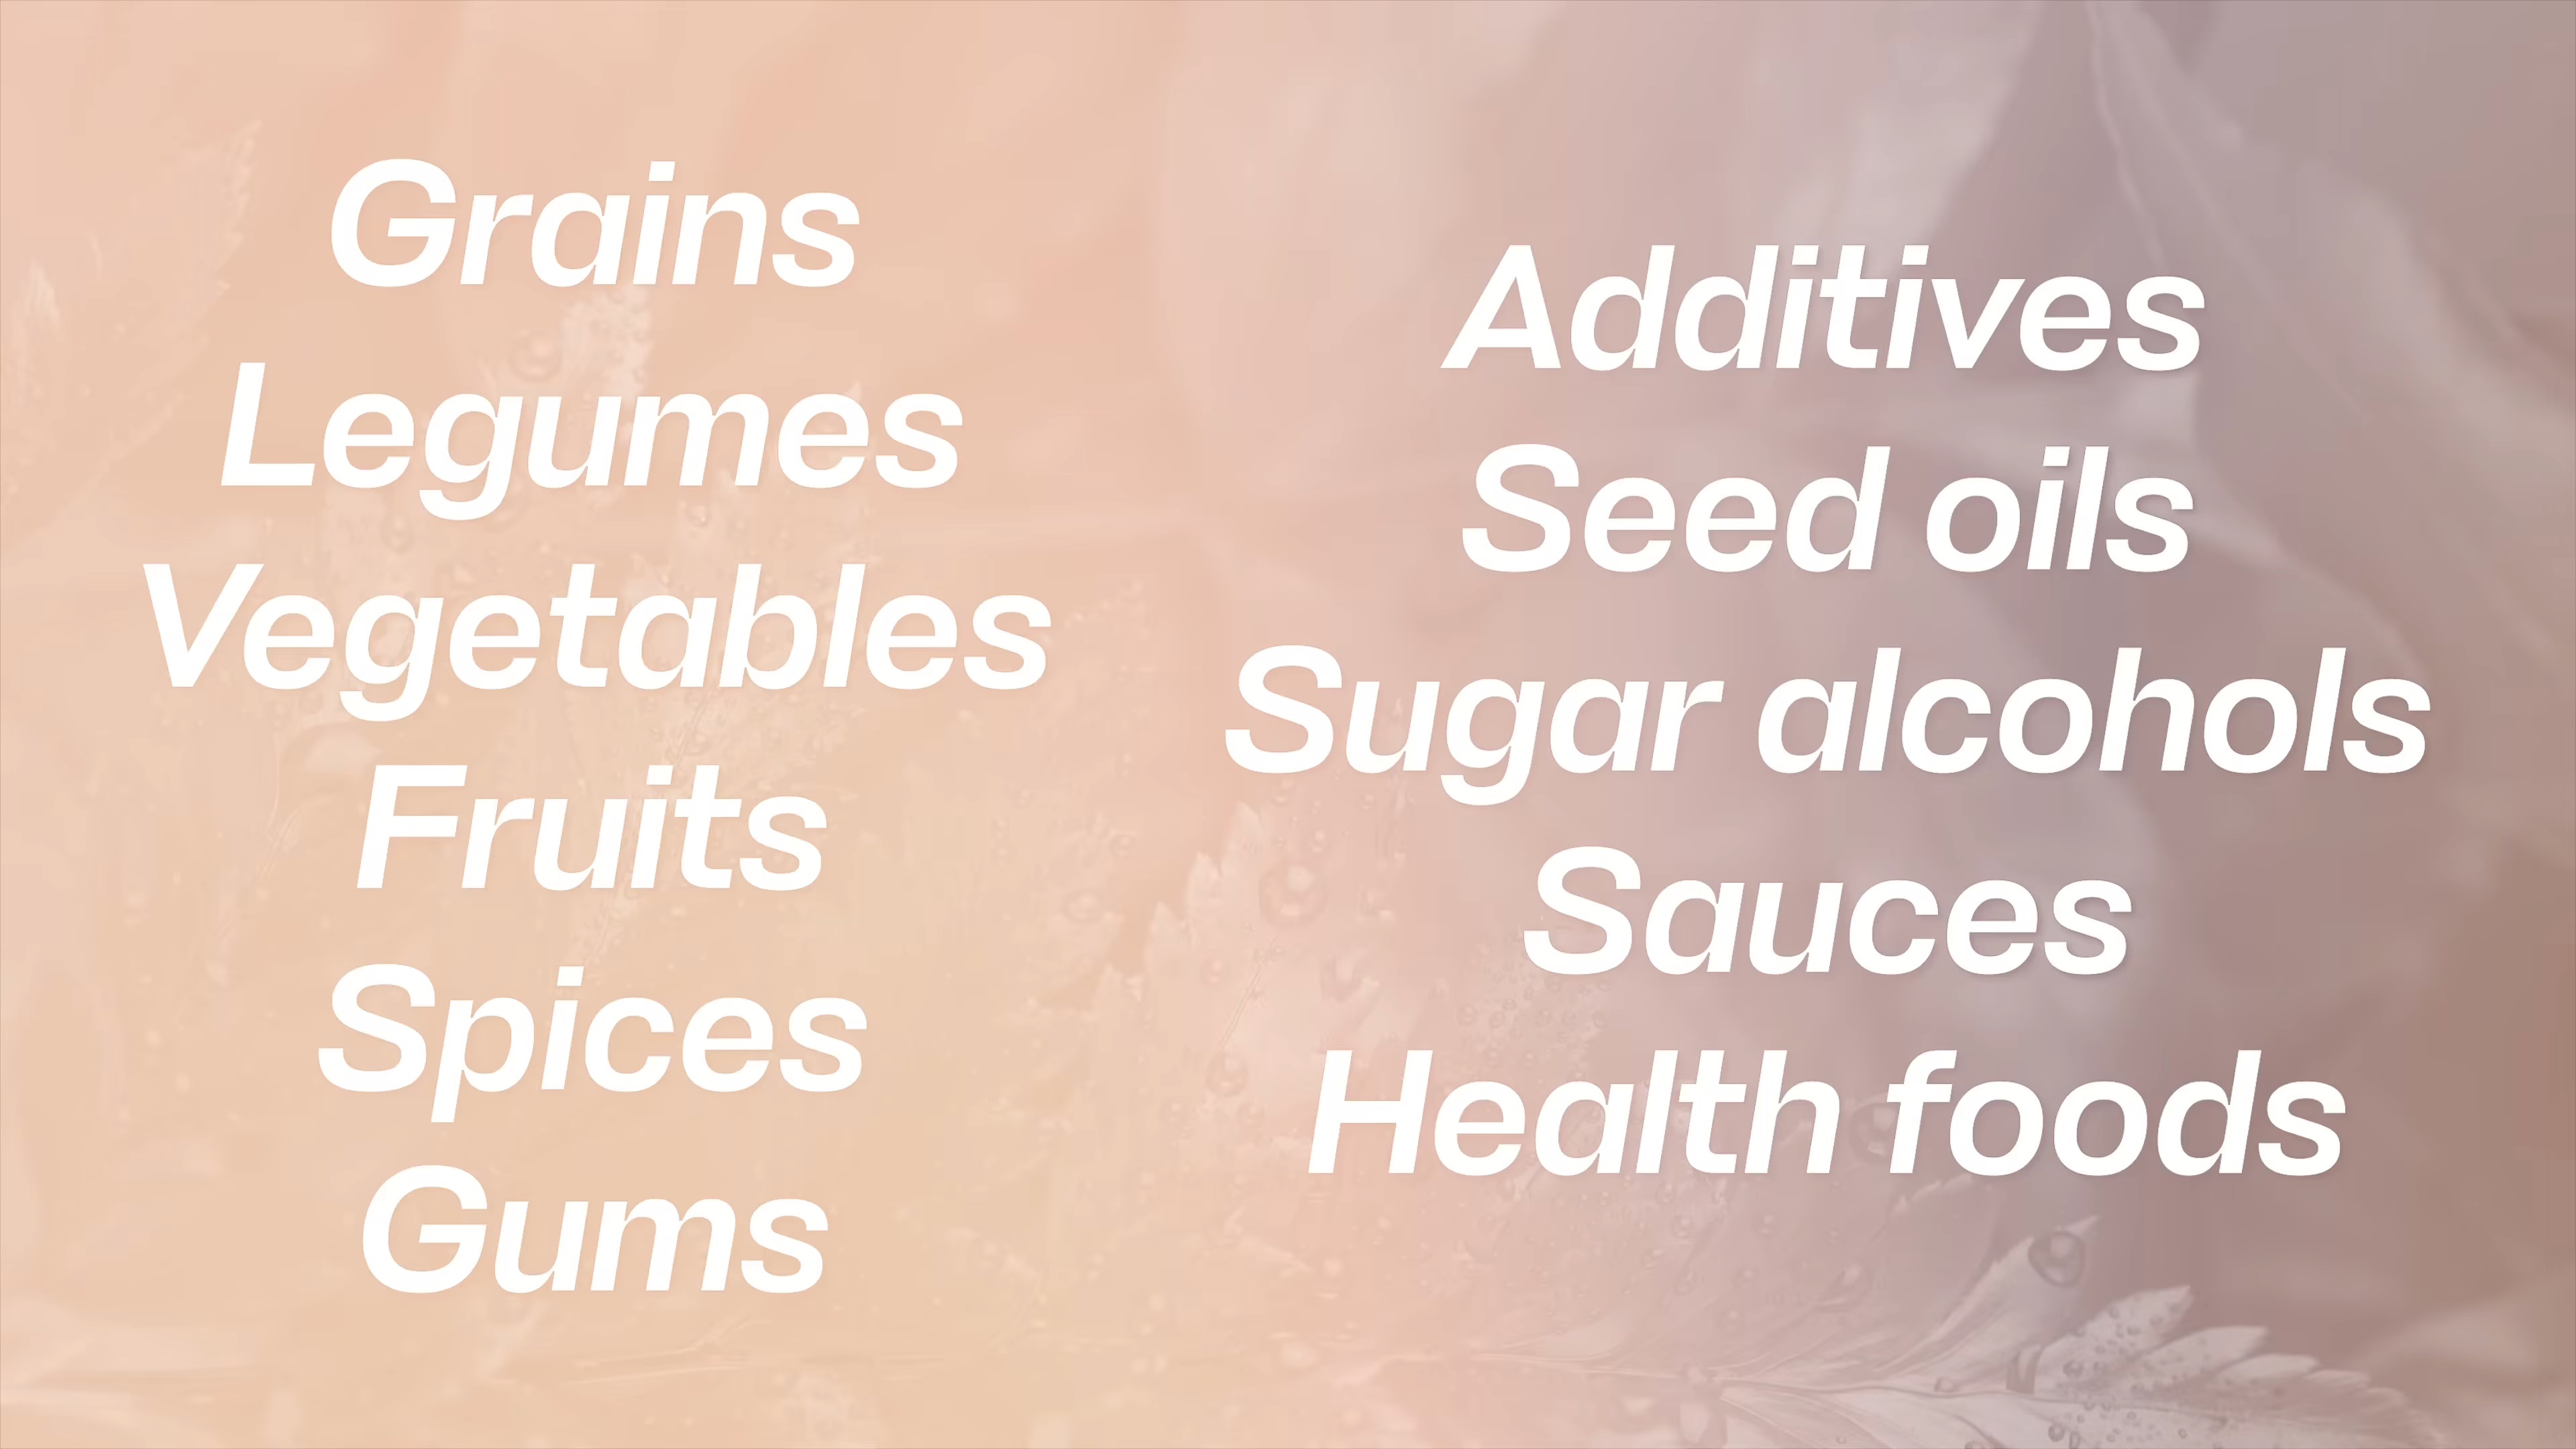 Grains
Legumes
Vegetables
Fruits
Spices
Gums
Additives
Seed oils
Sugar alcohols
Sauces
Health foods